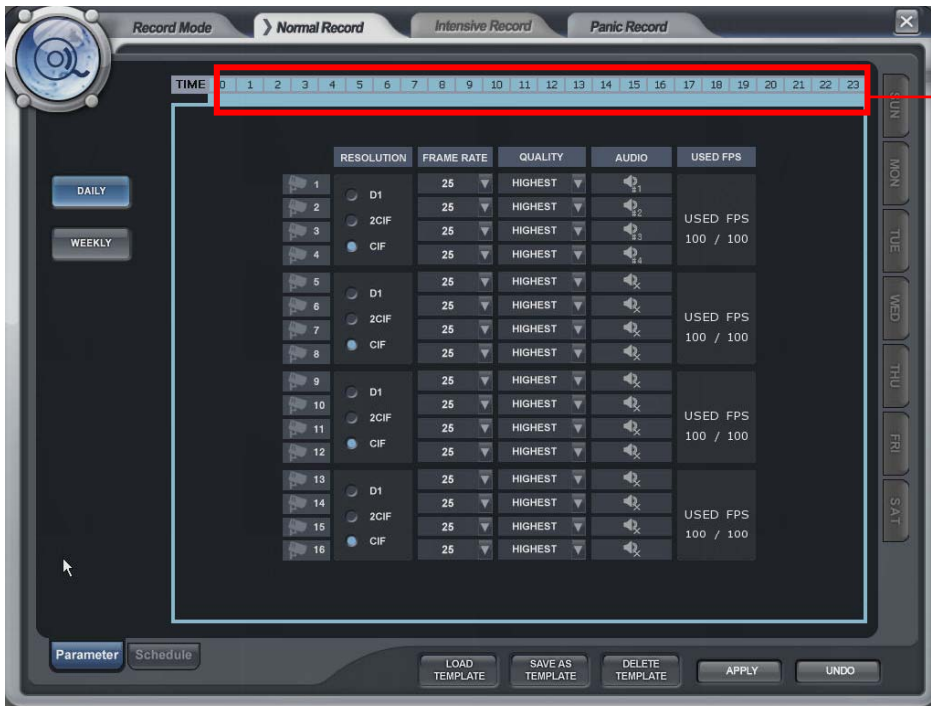 Record Mode
❯ Normal Record
Intensive Record
Panic Record
TIME 0 1 2 3 4 5 6 7 8 9 10 11 12 13 14 15 16 17 18 19 20 21 22 23
SUN
MON
TUE
WED
THU
FRI
SAT
DAILY
WEEKLY
RESOLUTION FRAME RATE QUALITY AUDIO USED FPS
1 25 HIGHEST 1
D1
2 25 HIGHEST 2
2CIF
USED FPS
3 25 HIGHEST 3
100 / 100
CIF
4 25 HIGHEST 4
5 25 HIGHEST
D1
6 25 HIGHEST
2CIF
USED FPS
7 25 HIGHEST
100 / 100
CIF
8 25 HIGHEST
9 25 HIGHEST
D1
10 25 HIGHEST
2CIF
USED FPS
11 25 HIGHEST
100 / 100
CIF
12 25 HIGHEST
13 25 HIGHEST
D1
14 25 HIGHEST
2CIF
USED FPS
15 25 HIGHEST
100 / 100
CIF
16 25 HIGHEST
Parameter
Schedule
LOAD
TEMPLATE
SAVE AS
TEMPLATE
DELETE
TEMPLATE
APPLY
UNDO